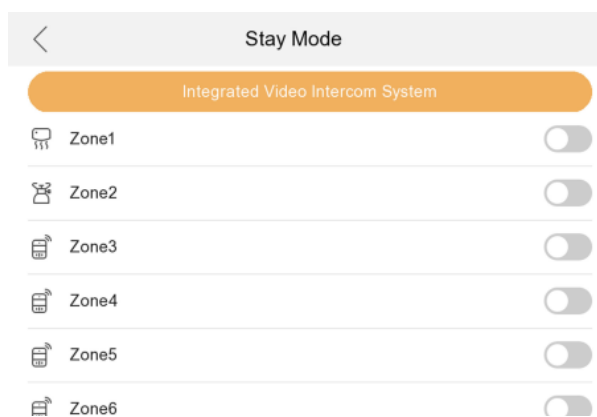 Stay Mode
Integrated Video Intercom System
Zone1
Zone2
Zone3
Zone4
Zone5
Zone6